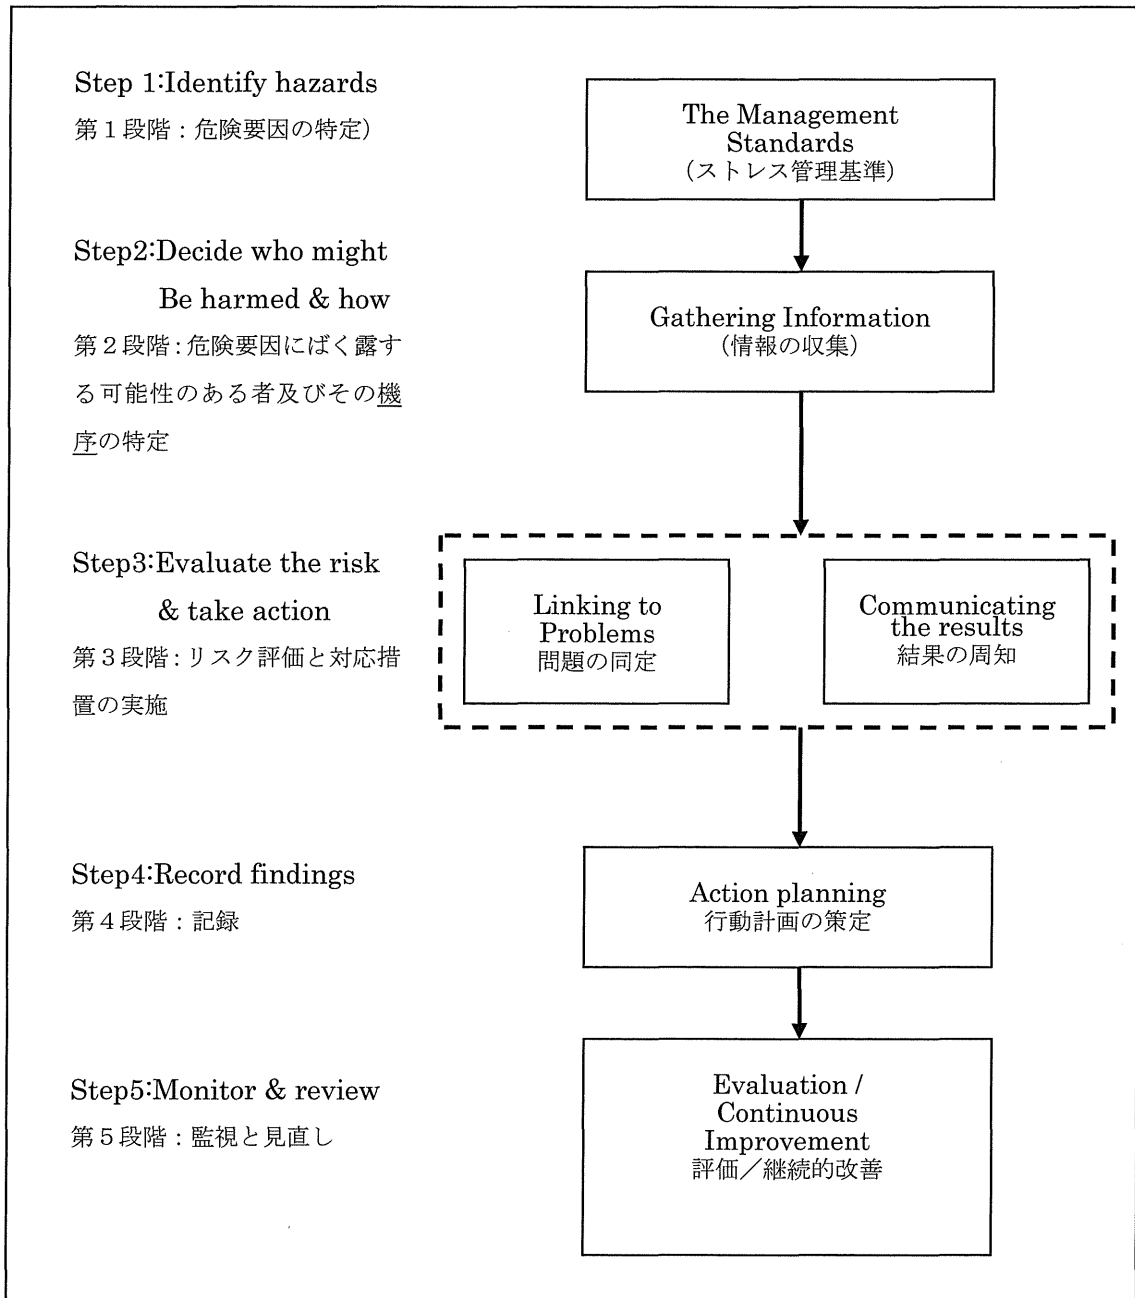 Step 1:Identify hazards
第1段階：危険要因の特定）
The Management
Standards
（ストレス管理基準）
Step2:Decide who might
Be harmed & how
第2段階：危険要因にばく露す
る可能性のある者及びその機
序の特定
Gathering Information
（情報の収集）
Step3:Evaluate the risk
& take action
第3段階：リスク評価と対応措
置の実施
Linking to
Problems
問題の同定
Communicating
the results
結果の周知
Step4:Record findings
第4段階：記録
Action planning
行動計画の策定
Step5:Monitor & review
第5段階：監視と見直し
Evaluation /
Continuous
Improvement
評価／継続的改善